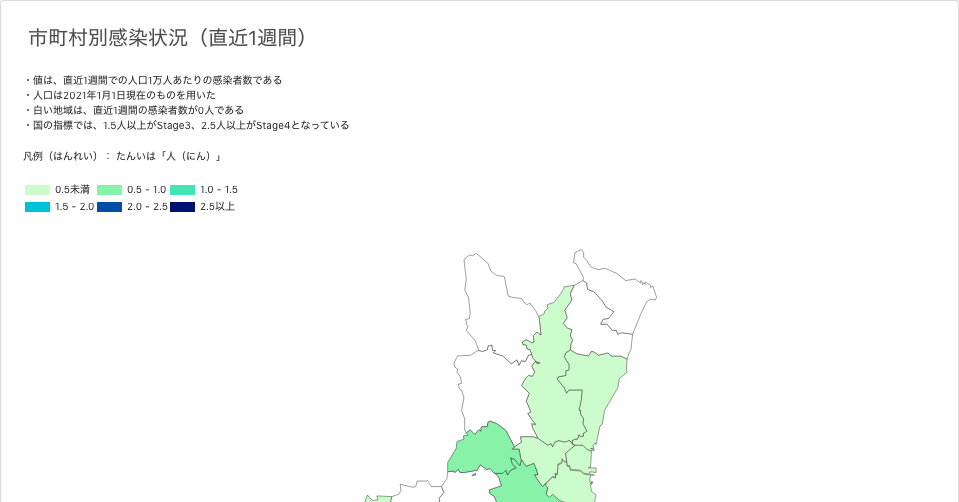 市町村別感染状況（直近1週間）
・値は、直近1週間での人口1万人あたりの感染者数である
・人口は2021年1月1日現在のものを用いた
・白い地域は、直近1週間の感染者数が0人である
・国の指標では、1.5人以上がStage3、2.5人以上がStage4となっている
凡例（はんれい）： たんいは「人（にん）」
0.5未満 0.5 - 1.0 1.0 - 1.5
1.5 - 2.0 2.0 - 2.5 2.5以上